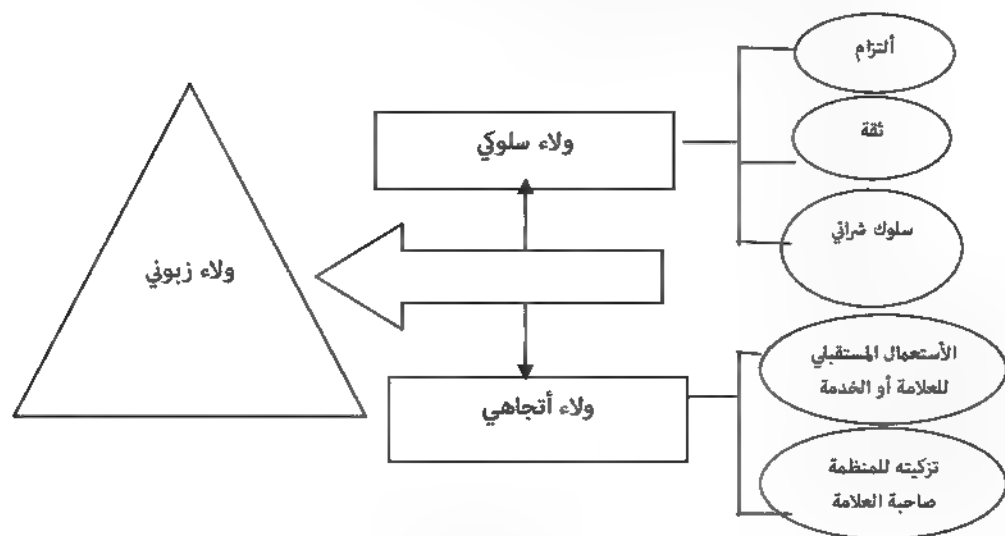 ألتزام
ولاء سلوكي
ثقة
سلوك شرائي
ولاء زبوني
الأستعمال المستقبلي
للعلامة أو الخدمة
ولاء أتجاهي
تزكيته للمنظمة
صاحبة العلامة